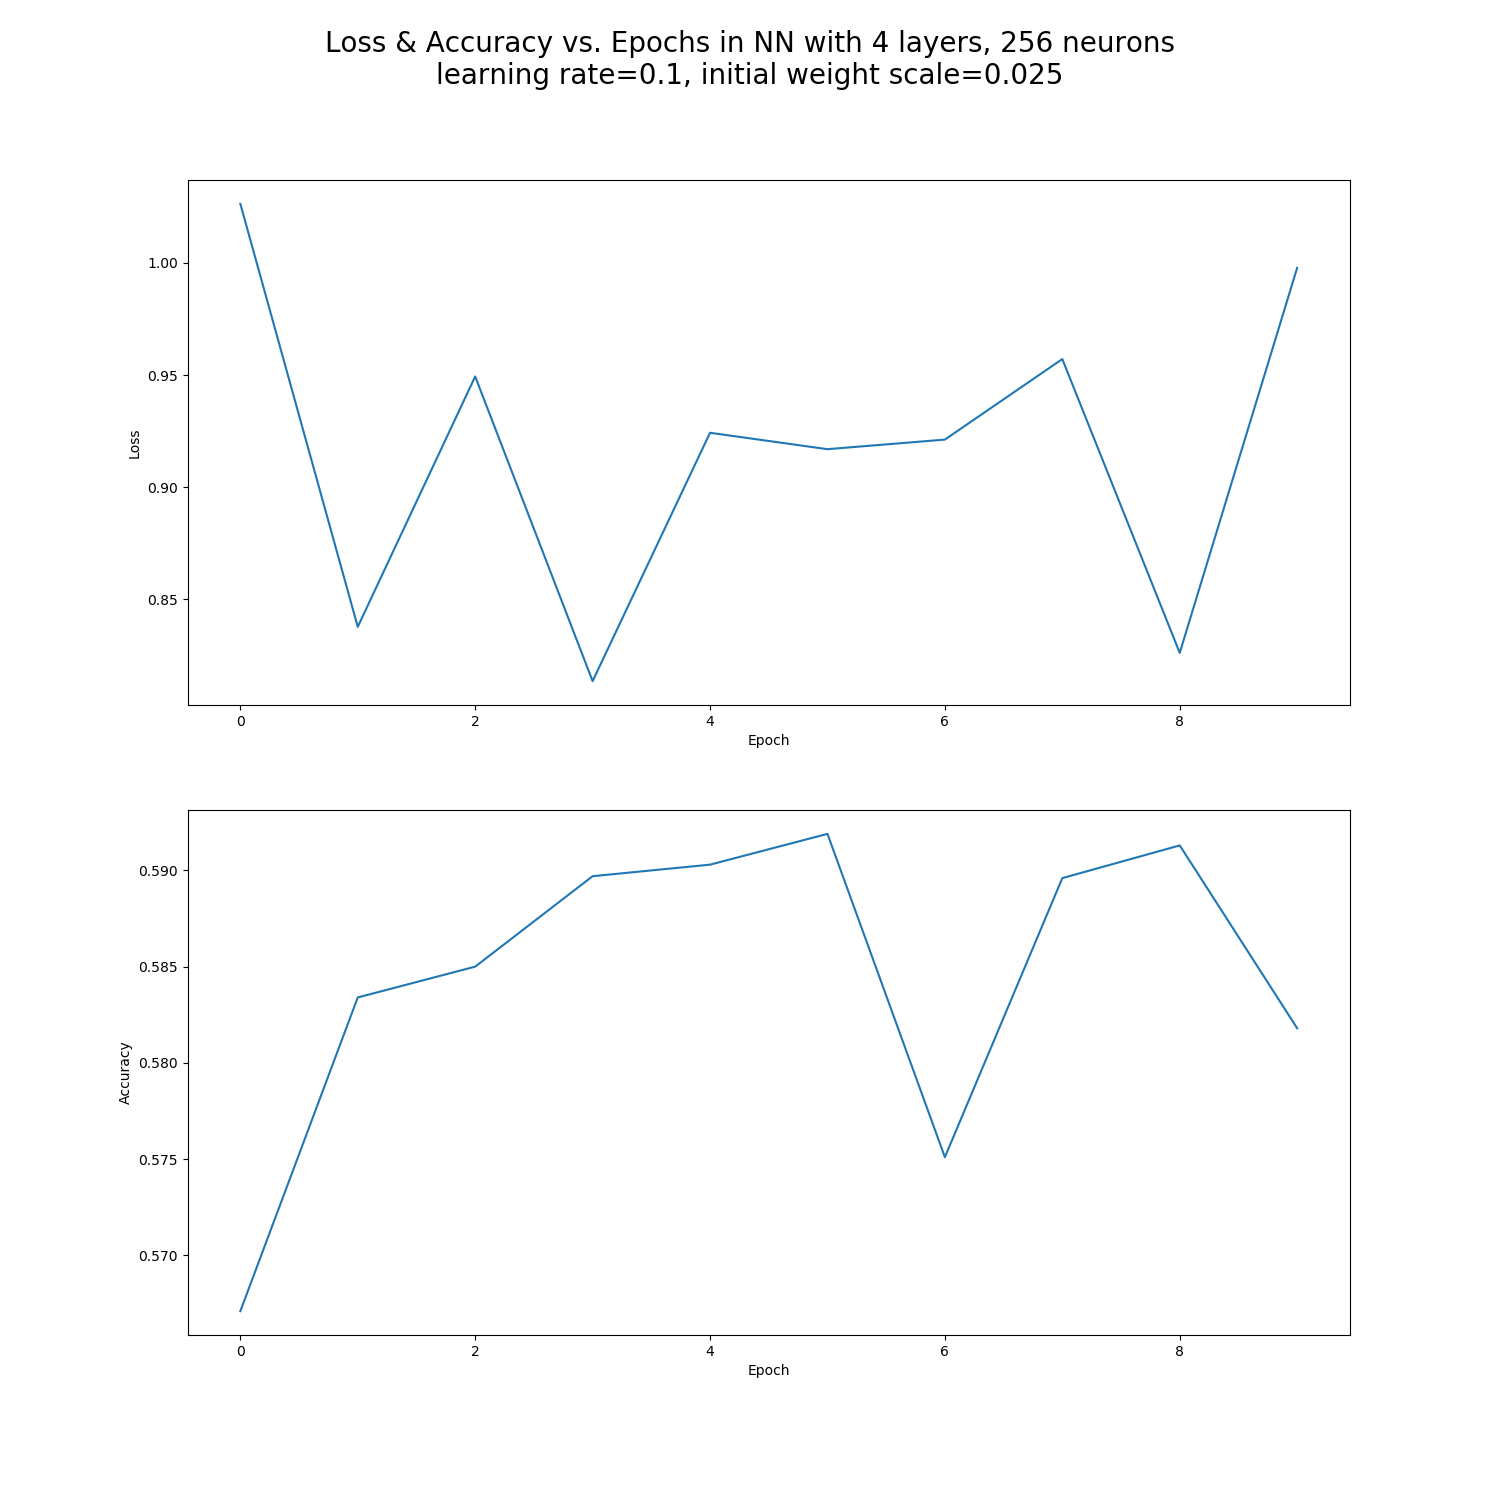 Loss & Accuracy vs. Epochs in NN with 4 layers, 256 neurons
learning rate=0.1, initial weight scale=0.025
1.00
0.95
0.90
0.85
Loss
0 2 4 6 8
Epoch
0.590
0.585
0.580
0.575
0.570
Accuracy
0 2 4 6 8
Epoch